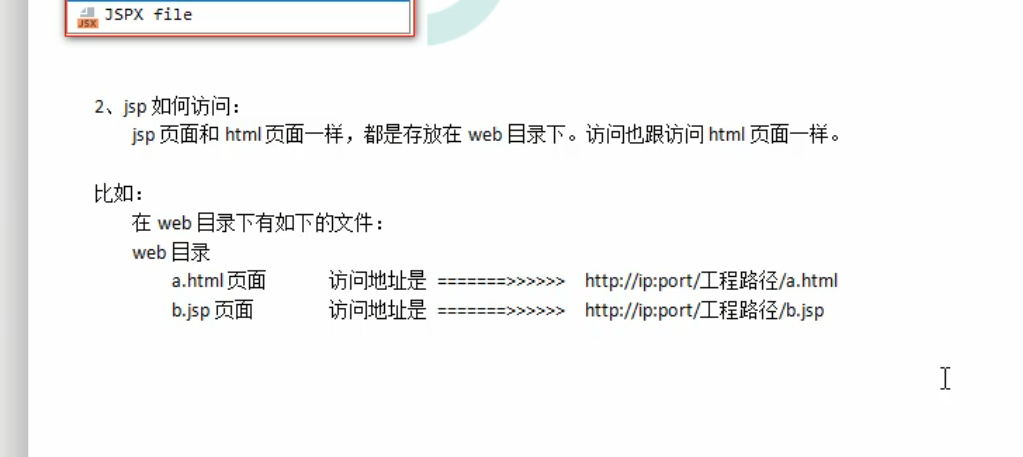 JSX JSPX file
2、jsp 如何访问：
jsp 页面和 html 页面一样，都是存放在 web 目录下。访问也跟访问 html 页面一样。
比如：
在 web 目录下有如下的文件：
web 目录
a.html 页面 访问地址是 =======>>>>>> http://ip:port/工程路径/a.html
b.jsp 页面 访问地址是 =======>>>>>> http://ip:port/工程路径/b.jsp